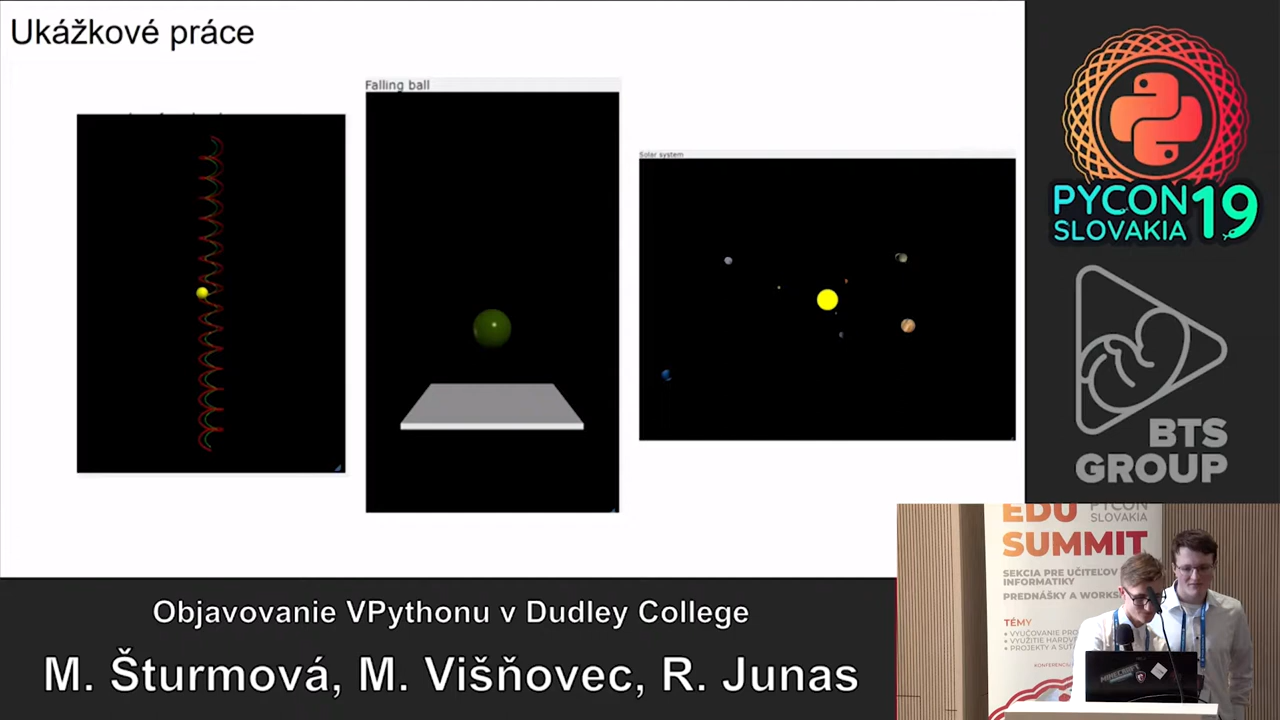 Ukážkové práce
Falling ball
Solar system
PYCON
SLOVAKIA
19
BTS
GROUP
EDU
PYCON
SLOVAKIA
SUMMIT
SEKCIA PRE UČITEĽOV
INFORMATIKY
PREDNÁŠKY A
TÉMY
Objavovanie VPythonu v Dudley College
M. Šturmová, M. Višňovec, R. Junas